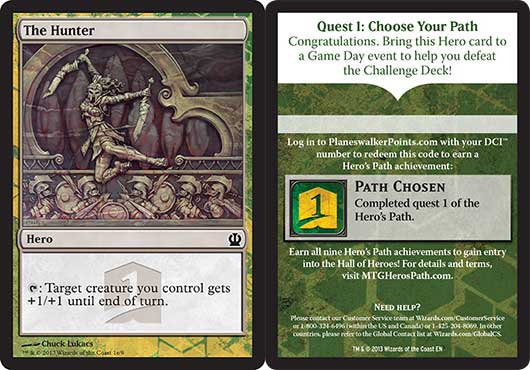 The Hunter
Hero
: Target creature you control gets
+1/+1 until end of turn.
1
Chuck Lukacs
™ & © 2013 Wizards of the Coast 1a/9
Quest I: Choose Your Path
Congratulations. Bring this Hero card to
a Game Day event to help you defeat
the Challenge Deck!
Log in to PlaneswalkerPoints.com with your DCI™
number to redeem this code to earn a
Hero's Path achievement:
1
Path Chosen
Completed quest 1 of the
Hero's Path.
Earn all nine Hero's Path achievements to gain entry
into the Hall of Heroes! For details and terms,
visit MTGHerosPath.com.
Need help?
Please contact our Customer Service team at Wizards.com/CustomerService
or 1-800-324-6496 (within the US and Canada) or 1-425-204-8069. In other
countries, please refer to the Global Contact list at Wizards.com/GlobalCS.
TM & © 2013 Wizards of the Coast EN